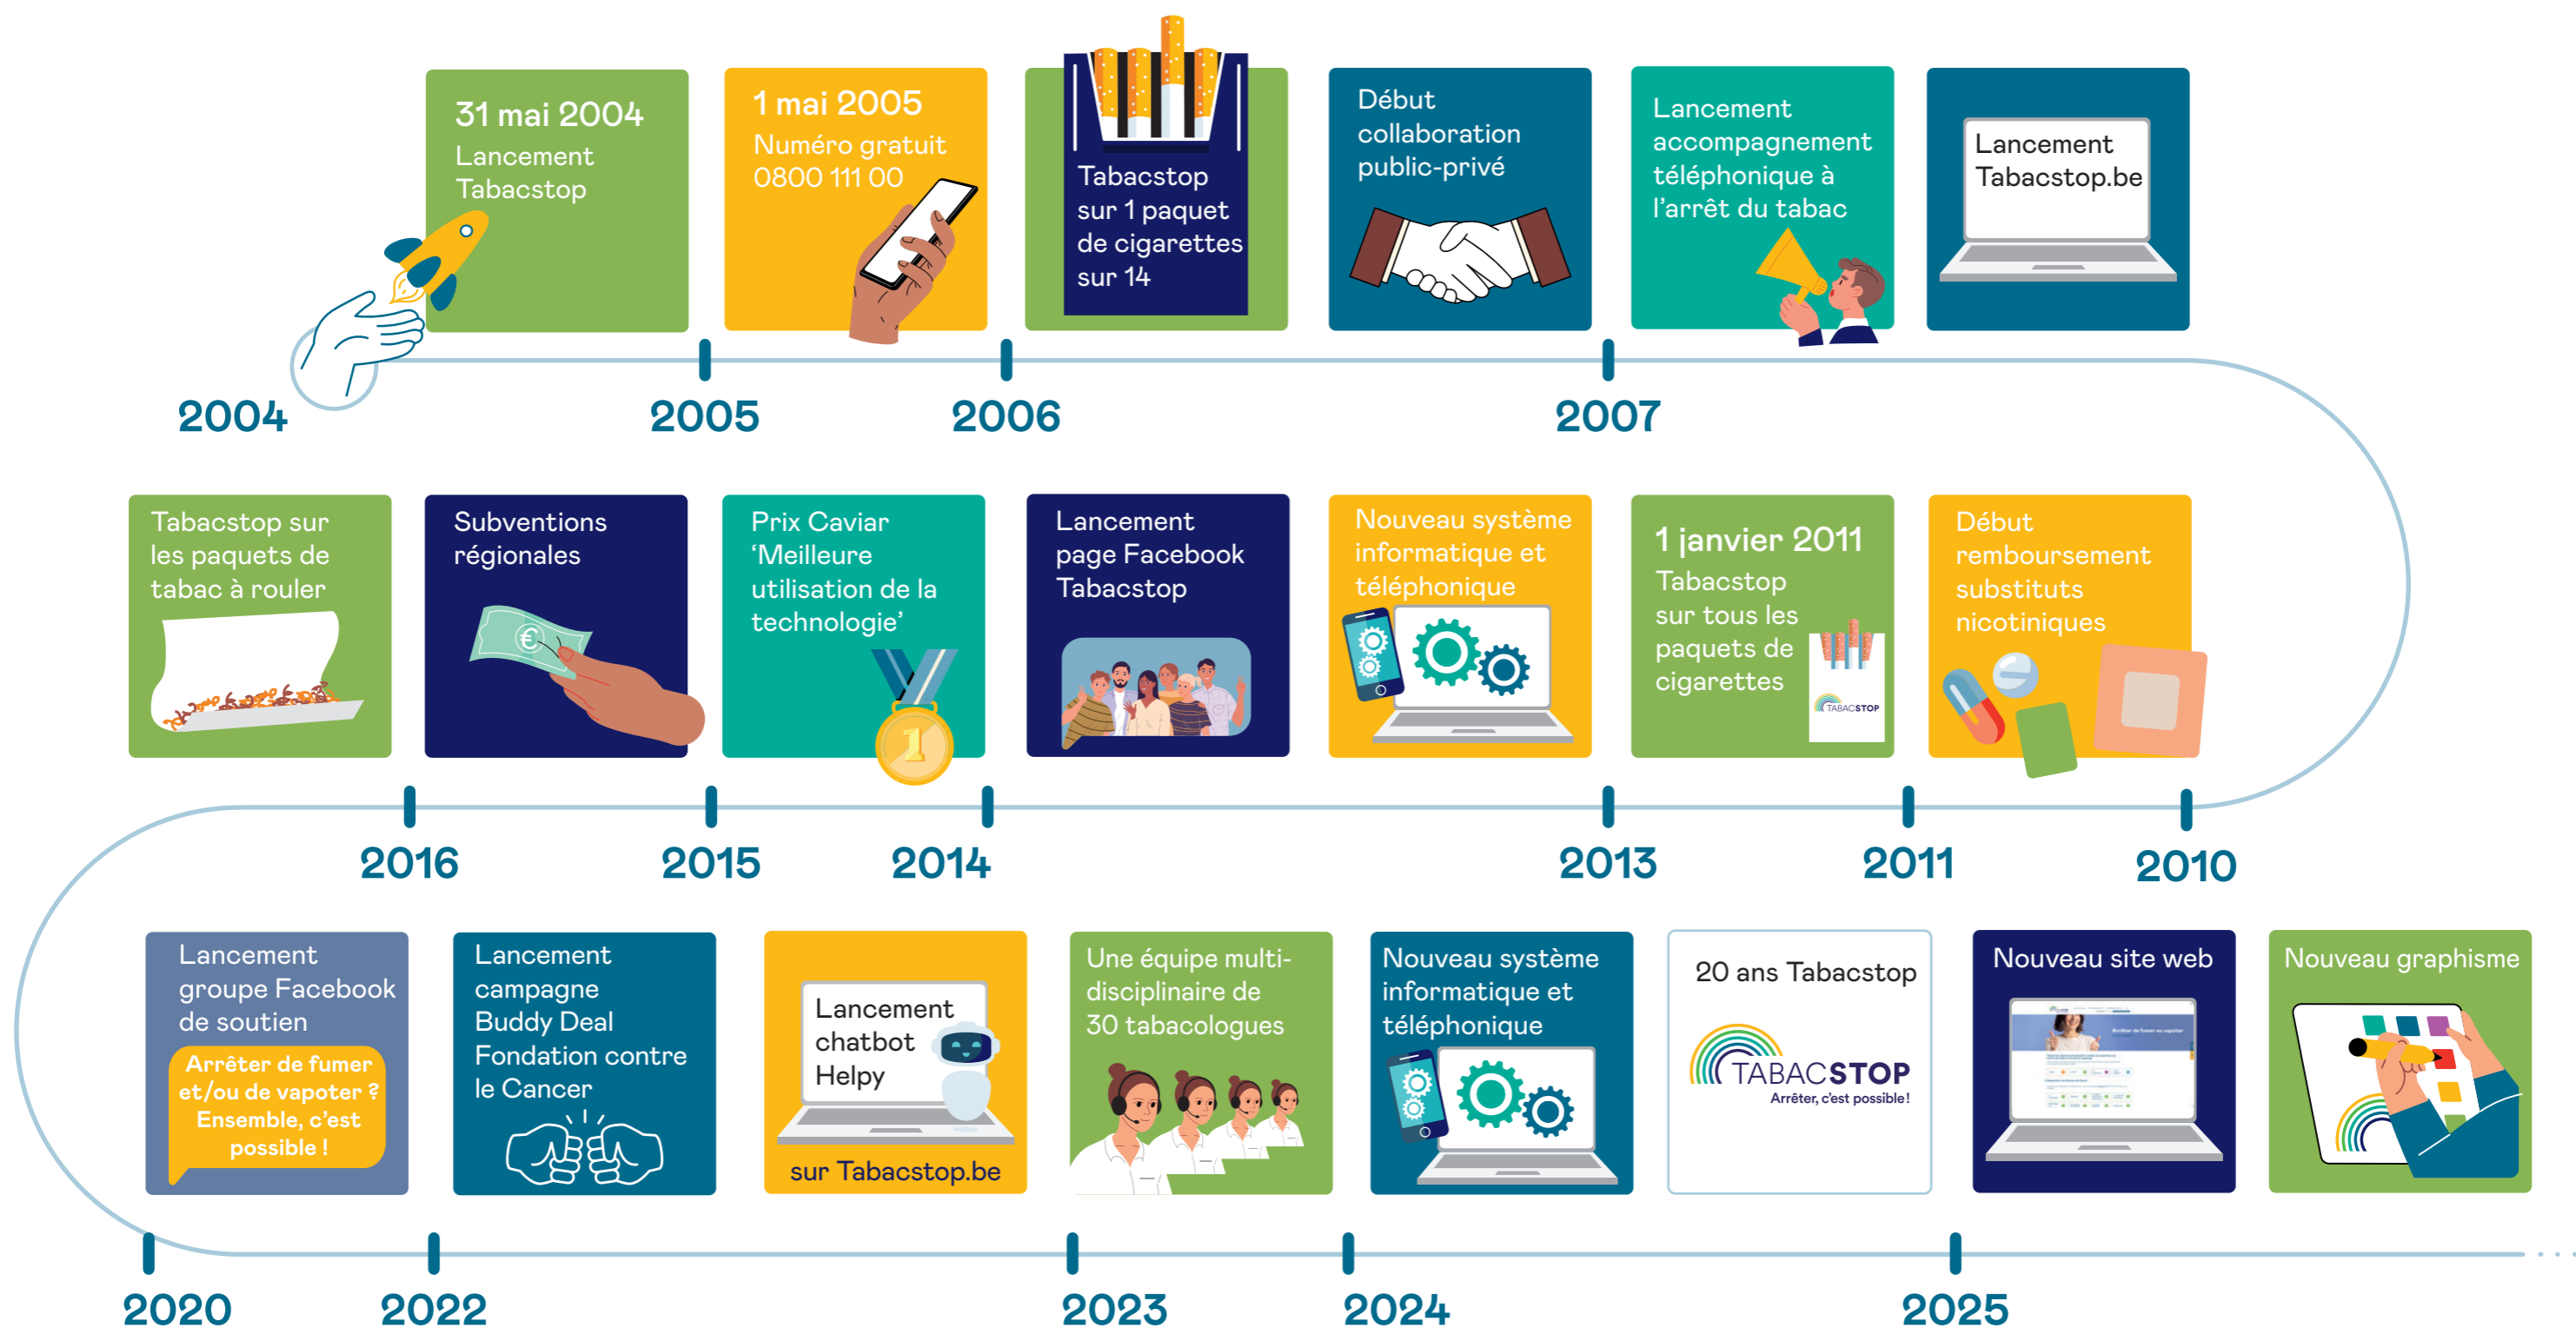 31 mai 2004
Lancement
Tabacstop
1 mai 2005
Numéro gratuit
0800 111 00
Tabacstop
sur 1 paquet
de cigarettes
sur 14
Début
collaboration
public-privé
Lancement
accompagnement
téléphonique à
l'arrêt du tabac
Lancement
Tabacstop.be
2004
2005
2006
2007
Tabacstop sur
les paquets de
tabac à rouler
Subventions
régionales
€
Prix Caviar
‘Meilleure
utilisation de la
technologie’
1
Lancement
page Facebook
Tabacstop
Nouveau système
informatique et
téléphonique
1 janvier 2011
Tabacstop
sur tous les
paquets de
cigarettes
TABACSTOP
Début
remboursement
substituts
nicotiniques
2016
2015
2014
2013
2011
2010
Lancement
groupe Facebook
de soutien
Arrêter de fumer
et/ou de vapoter ?
Ensemble, c'est
possible !
Lancement
campagne
Buddy Deal
Fondation contre
le Cancer
Lancement
chatbot
Helpy
sur Tabacstop.be
Une équipe multi-
disciplinaire de
30 tabacologues
Nouveau système
informatique et
téléphonique
20 ans Tabacstop
TABACSTOP
Arrêter, c'est possible!
Nouveau site web
Arrêter de fumer ou vapoter
Nouveau graphisme
2020
2022
2023
2024
2025